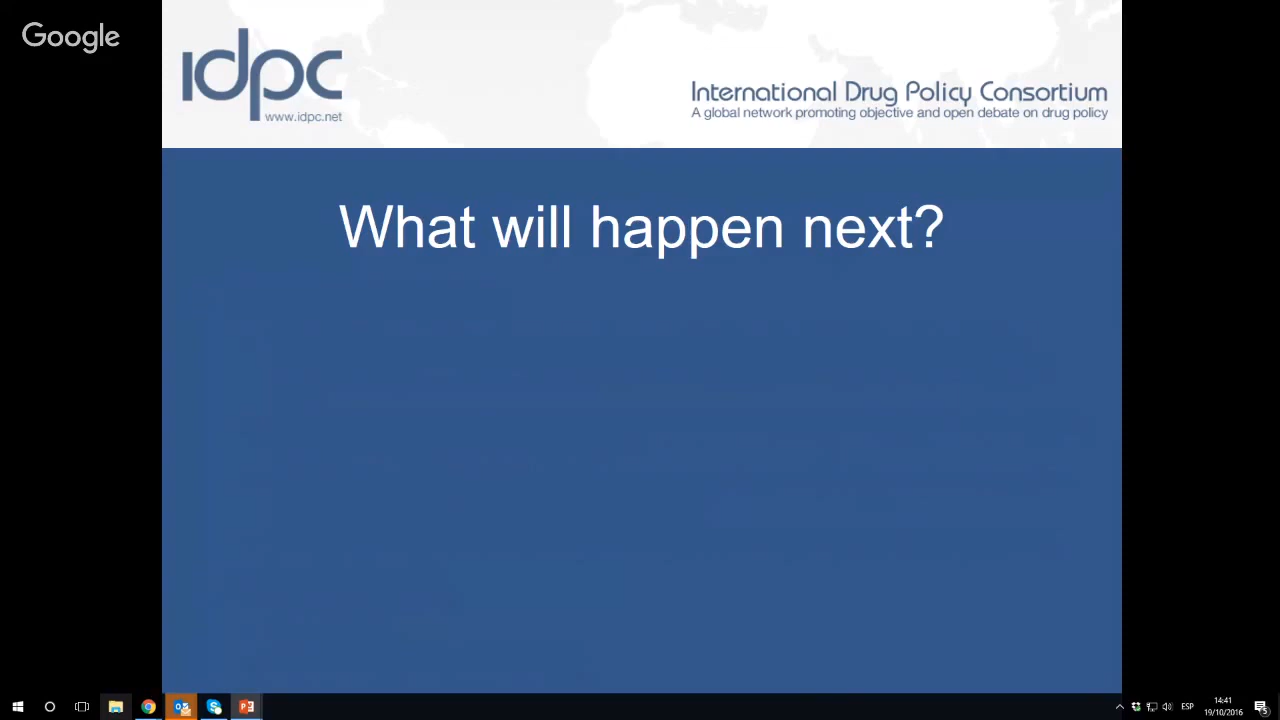 Google
idpc
www.idpc.net
International Drug Policy Consortium
A global network promoting objective and open debate on drug policy
What will happen next?
ESP
14:41
19/10/2016